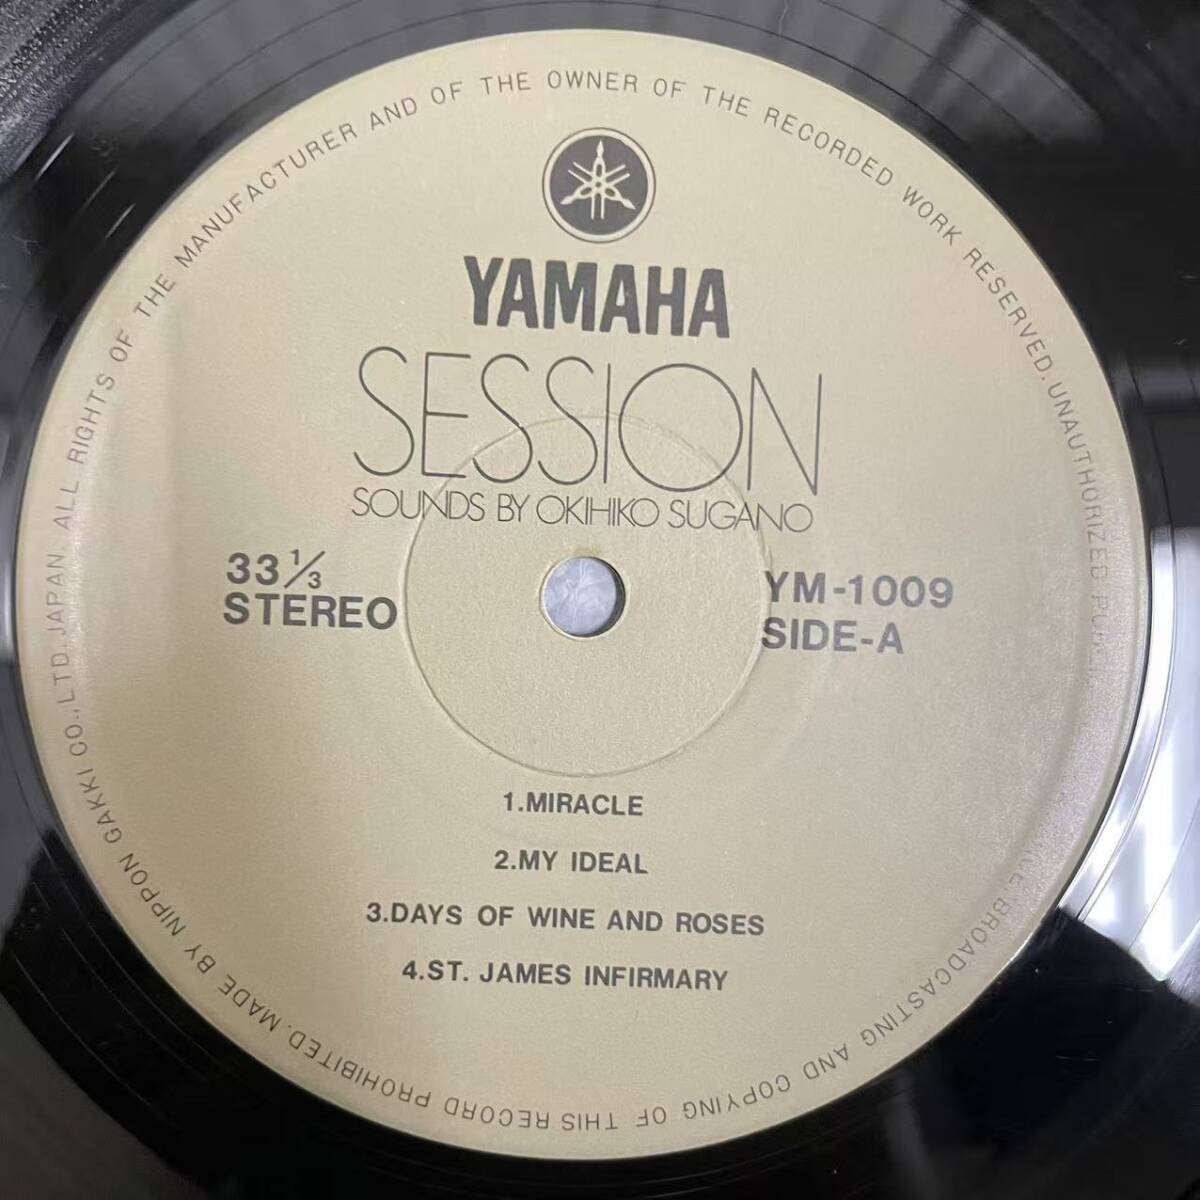 YAMAHA
SESSION
SOUNDS BY OKIHIKO SUGANO
33 1/3
STEREO
YM-1009
SIDE-A
1.MIRACLE
2.MY IDEAL
3.DAYS OF WINE AND ROSES
4.ST. JAMES INFIRMARY
ALL RIGHTS OF THE MANUFACTURER AND OF THE OWNER OF THE RECORDED WORK RESERVED. UNAUTHORIZED BROADCASTING AND COPYING OF THIS RECORD PROHIBITED. MADE BY NIPPON GAKKI CO., LTD. JAPAN.